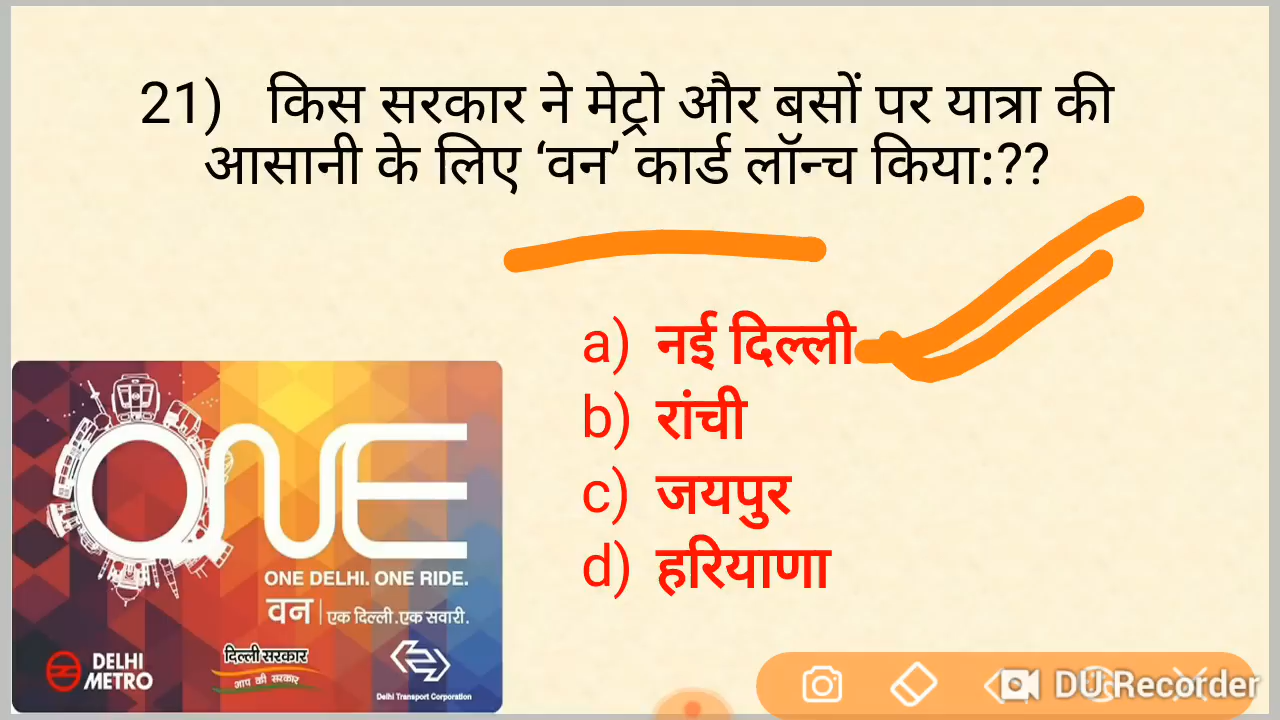 21) किस सरकार ने मेट्रो और बसों पर यात्रा की
आसानी के लिए ‘वन’ कार्ड लॉन्च किया:??
a) नई दिल्ली
b) रांची
c) जयपुर
d) हरियाणा
ONE
ONE DELHI. ONE RIDE.
वन | एक दिल्ली.एक सवारी.
DELHI
METRO
दिल्ली सरकार
आप की सरकार
Delhi Transport Corporation
DU Recorder